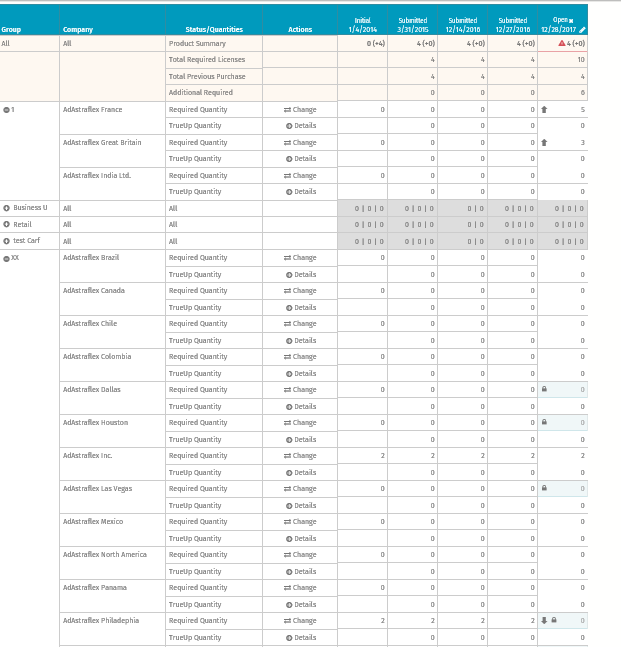 Group Company Status/Quantities Actions Initial 1/4/2014 Submitted 3/31/2015 Submitted 12/14/2016 Submitted 12/27/2016 Open 12/28/2017
All All Product Summary 0 (+4) 4 (+0) 4 (+0) 4 (+0) 4 (+0)
Total Required Licenses 4 4 4 10
Total Previous Purchase 4 4 4 4
Additional Required 0 0 0 6
1 AdAstraflex France Required Quantity Change 0 0 0 0 5
TrueUp Quantity Details 0 0 0 0
AdAstraflex Great Britain Required Quantity Change 0 0 0 0 3
TrueUp Quantity Details 0 0 0 0
AdAstraflex India Ltd. Required Quantity Change 0 0 0 0 0
TrueUp Quantity Details 0 0 0 0
Business U All All 0 | 0 | 0 0 | 0 | 0 0 | 0 0 | 0 | 0 0 | 0 | 0
Retail All All 0 | 0 | 0 0 | 0 | 0 0 | 0 0 | 0 | 0 0 | 0 | 0
test Carf All All 0 | 0 | 0 0 | 0 | 0 0 | 0 0 | 0 | 0 0 | 0 | 0
XX AdAstraflex Brazil Required Quantity Change 0 0 0 0 0
TrueUp Quantity Details 0 0 0 0
AdAstraflex Canada Required Quantity Change 0 0 0 0 0
TrueUp Quantity Details 0 0 0 0
AdAstraflex Chile Required Quantity Change 0 0 0 0 0
TrueUp Quantity Details 0 0 0 0
AdAstraflex Colombia Required Quantity Change 0 0 0 0 0
TrueUp Quantity Details 0 0 0 0
AdAstraflex Dallas Required Quantity Change 0 0 0 0 0
TrueUp Quantity Details 0 0 0 0
AdAstraflex Houston Required Quantity Change 0 0 0 0 0
TrueUp Quantity Details 0 0 0 0
AdAstraflex Inc. Required Quantity Change 2 2 2 2 2
TrueUp Quantity Details 0 0 0 0
AdAstraflex Las Vegas Required Quantity Change 0 0 0 0 0
TrueUp Quantity Details 0 0 0 0
AdAstraflex Mexico Required Quantity Change 0 0 0 0 0
TrueUp Quantity Details 0 0 0 0
AdAstraflex North America Required Quantity Change 0 0 0 0 0
TrueUp Quantity Details 0 0 0 0
AdAstraflex Panama Required Quantity Change 0 0 0 0 0
TrueUp Quantity Details 0 0 0 0
AdAstraflex Philadephia Required Quantity Change 2 2 2 2 0
TrueUp Quantity Details 0 0 0 0